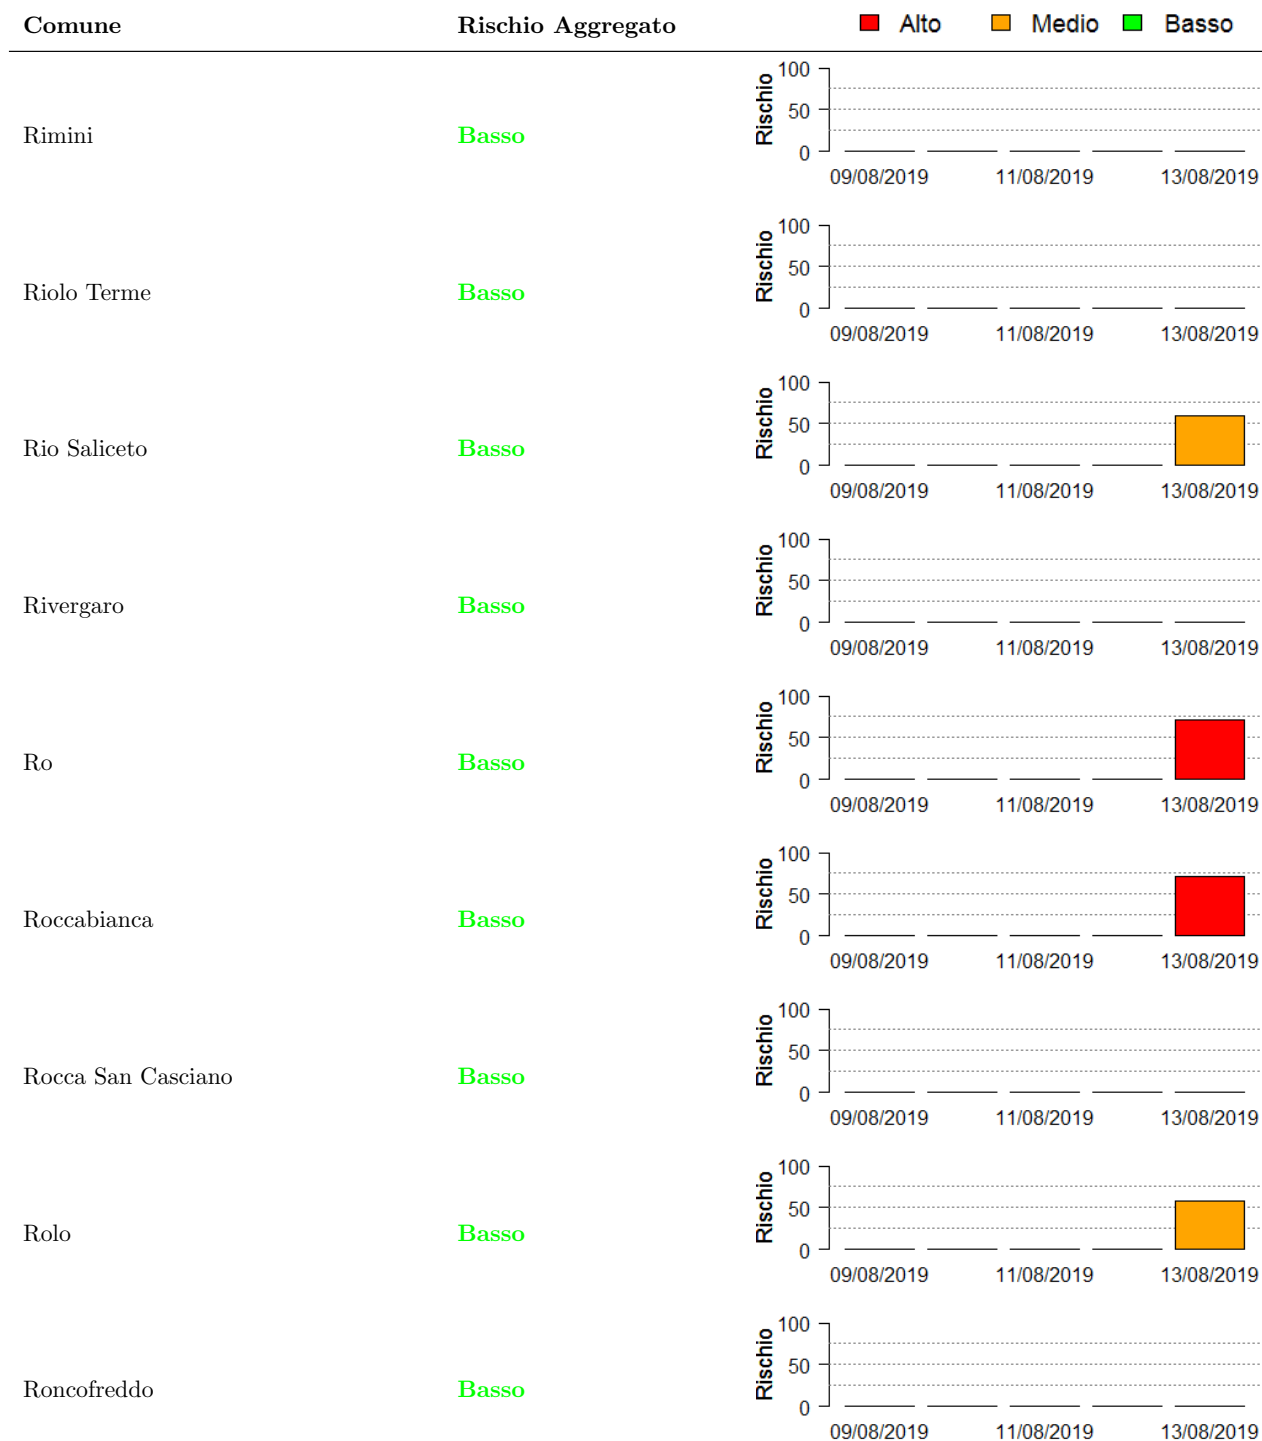 Comune Rischio Aggregato Alto Medio Basso
Rimini Basso
Rischio
100
50
0
09/08/2019 11/08/2019 13/08/2019
Riolo Terme Basso
Rischio
100
50
0
09/08/2019 11/08/2019 13/08/2019
Rio Saliceto Basso
Rischio
100
50
0
09/08/2019 11/08/2019 13/08/2019
Rivergaro Basso
Rischio
100
50
0
09/08/2019 11/08/2019 13/08/2019
Ro Basso
Rischio
100
50
0
09/08/2019 11/08/2019 13/08/2019
Roccabianca Basso
Rischio
100
50
0
09/08/2019 11/08/2019 13/08/2019
Rocca San Casciano Basso
Rischio
100
50
0
09/08/2019 11/08/2019 13/08/2019
Rolo Basso
Rischio
100
50
0
09/08/2019 11/08/2019 13/08/2019
Roncofreddo Basso
Rischio
100
50
0
09/08/2019 11/08/2019 13/08/2019